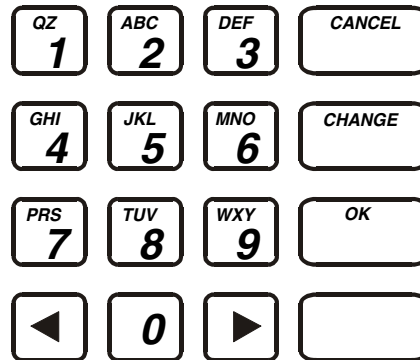 QZ ABC DEF CANCEL
1 2 3
GHI JKL MNO CHANGE
4 5 6
PRS TUV WXY OK
7 8 9
0